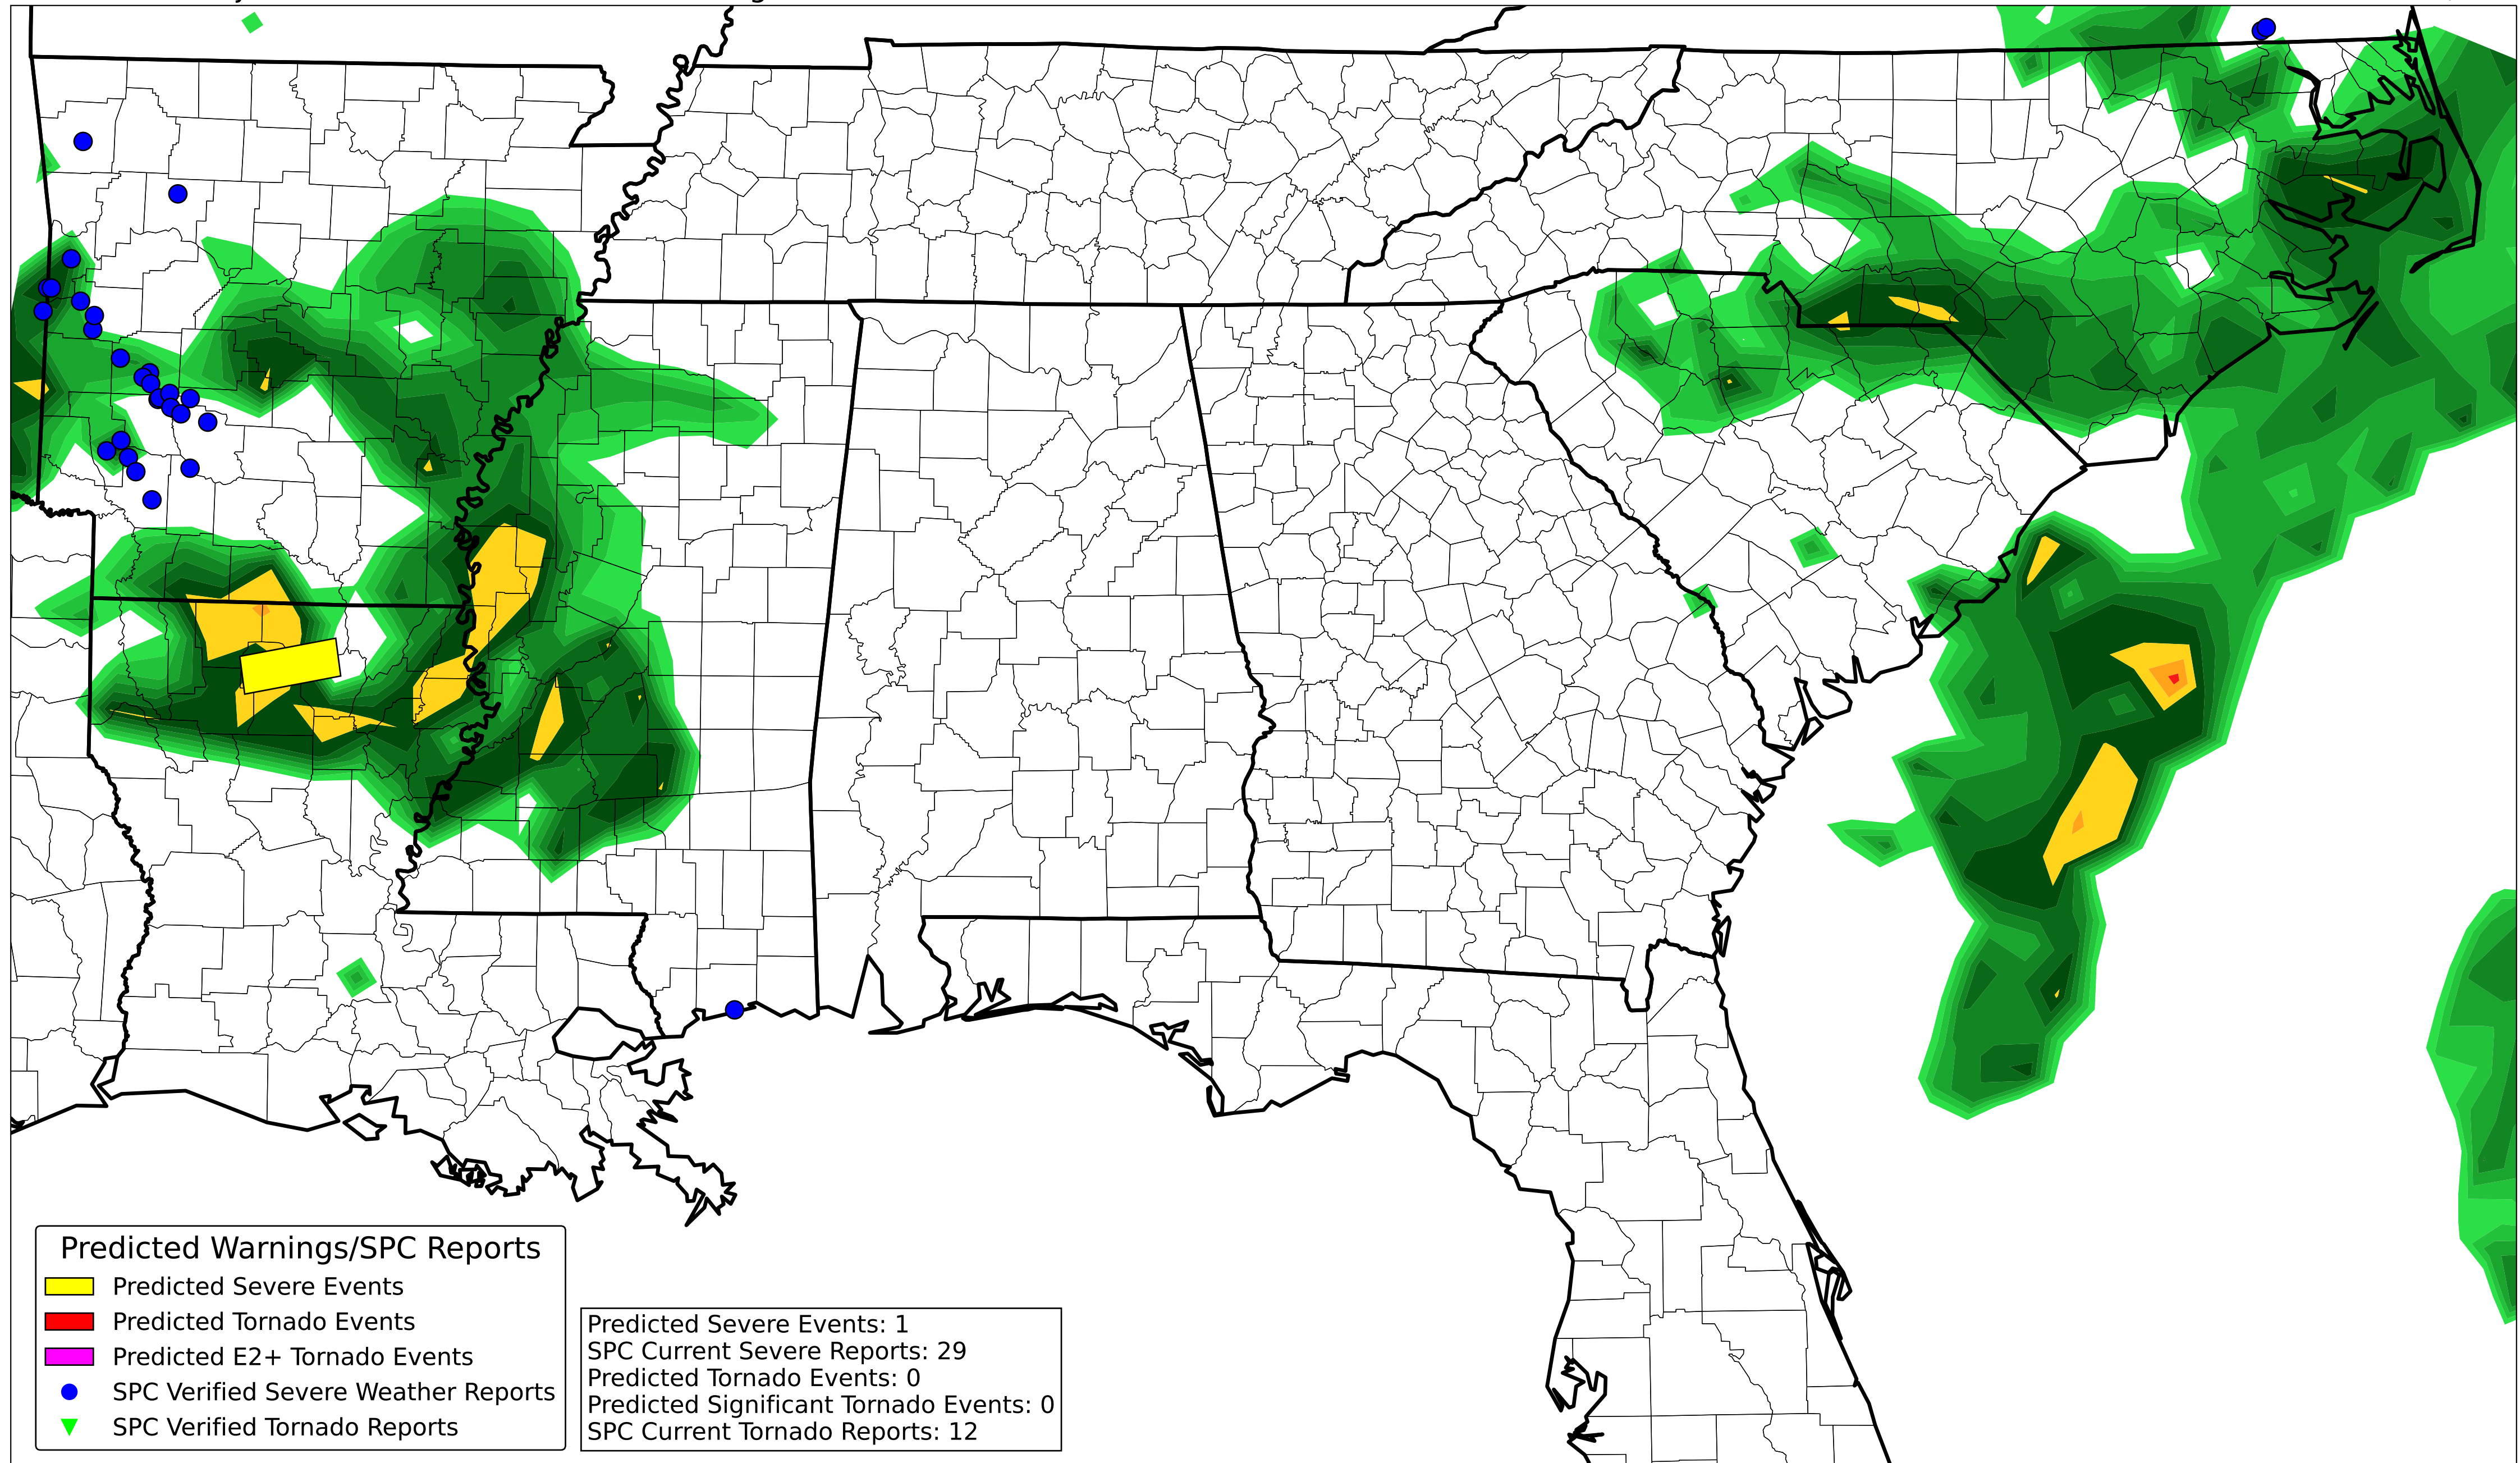 Predicted Warnings/SPC Reports
Predicted Severe Events
Predicted Tornado Events
Predicted E2+ Tornado Events
SPC Verified Severe Weather Reports
SPC Verified Tornado Reports
Predicted Severe Events: 1
SPC Current Severe Reports: 29
Predicted Tornado Events: 0
Predicted Significant Tornado Events: 0
SPC Current Tornado Reports: 12